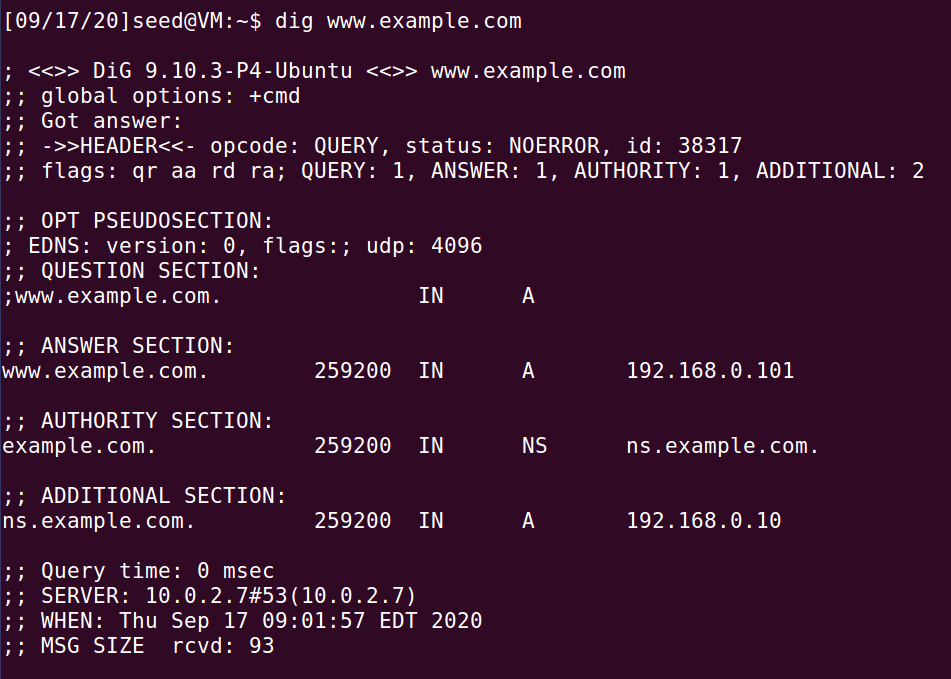 [09/17/20]seed@VM:~$ dig www.example.com
; <<>> DiG 9.10.3-P4-Ubuntu <<>> www.example.com
;; global options: +cmd
;; Got answer:
;; ->>HEADER<<- opcode: QUERY, status: NOERROR, id: 38317
;; flags: qr aa rd ra; QUERY: 1, ANSWER: 1, AUTHORITY: 1, ADDITIONAL: 2
;; OPT PSEUDOSECTION:
; EDNS: version: 0, flags:; udp: 4096
;; QUESTION SECTION:
;www.example.com.               IN      A
;; ANSWER SECTION:
www.example.com.        259200  IN      A       192.168.0.101
;; AUTHORITY SECTION:
example.com.            259200  IN      NS      ns.example.com.
;; ADDITIONAL SECTION:
ns.example.com.         259200  IN      A       192.168.0.10
;; Query time: 0 msec
;; SERVER: 10.0.2.7#53(10.0.2.7)
;; WHEN: Thu Sep 17 09:01:57 EDT 2020
;; MSG SIZE  rcvd: 93